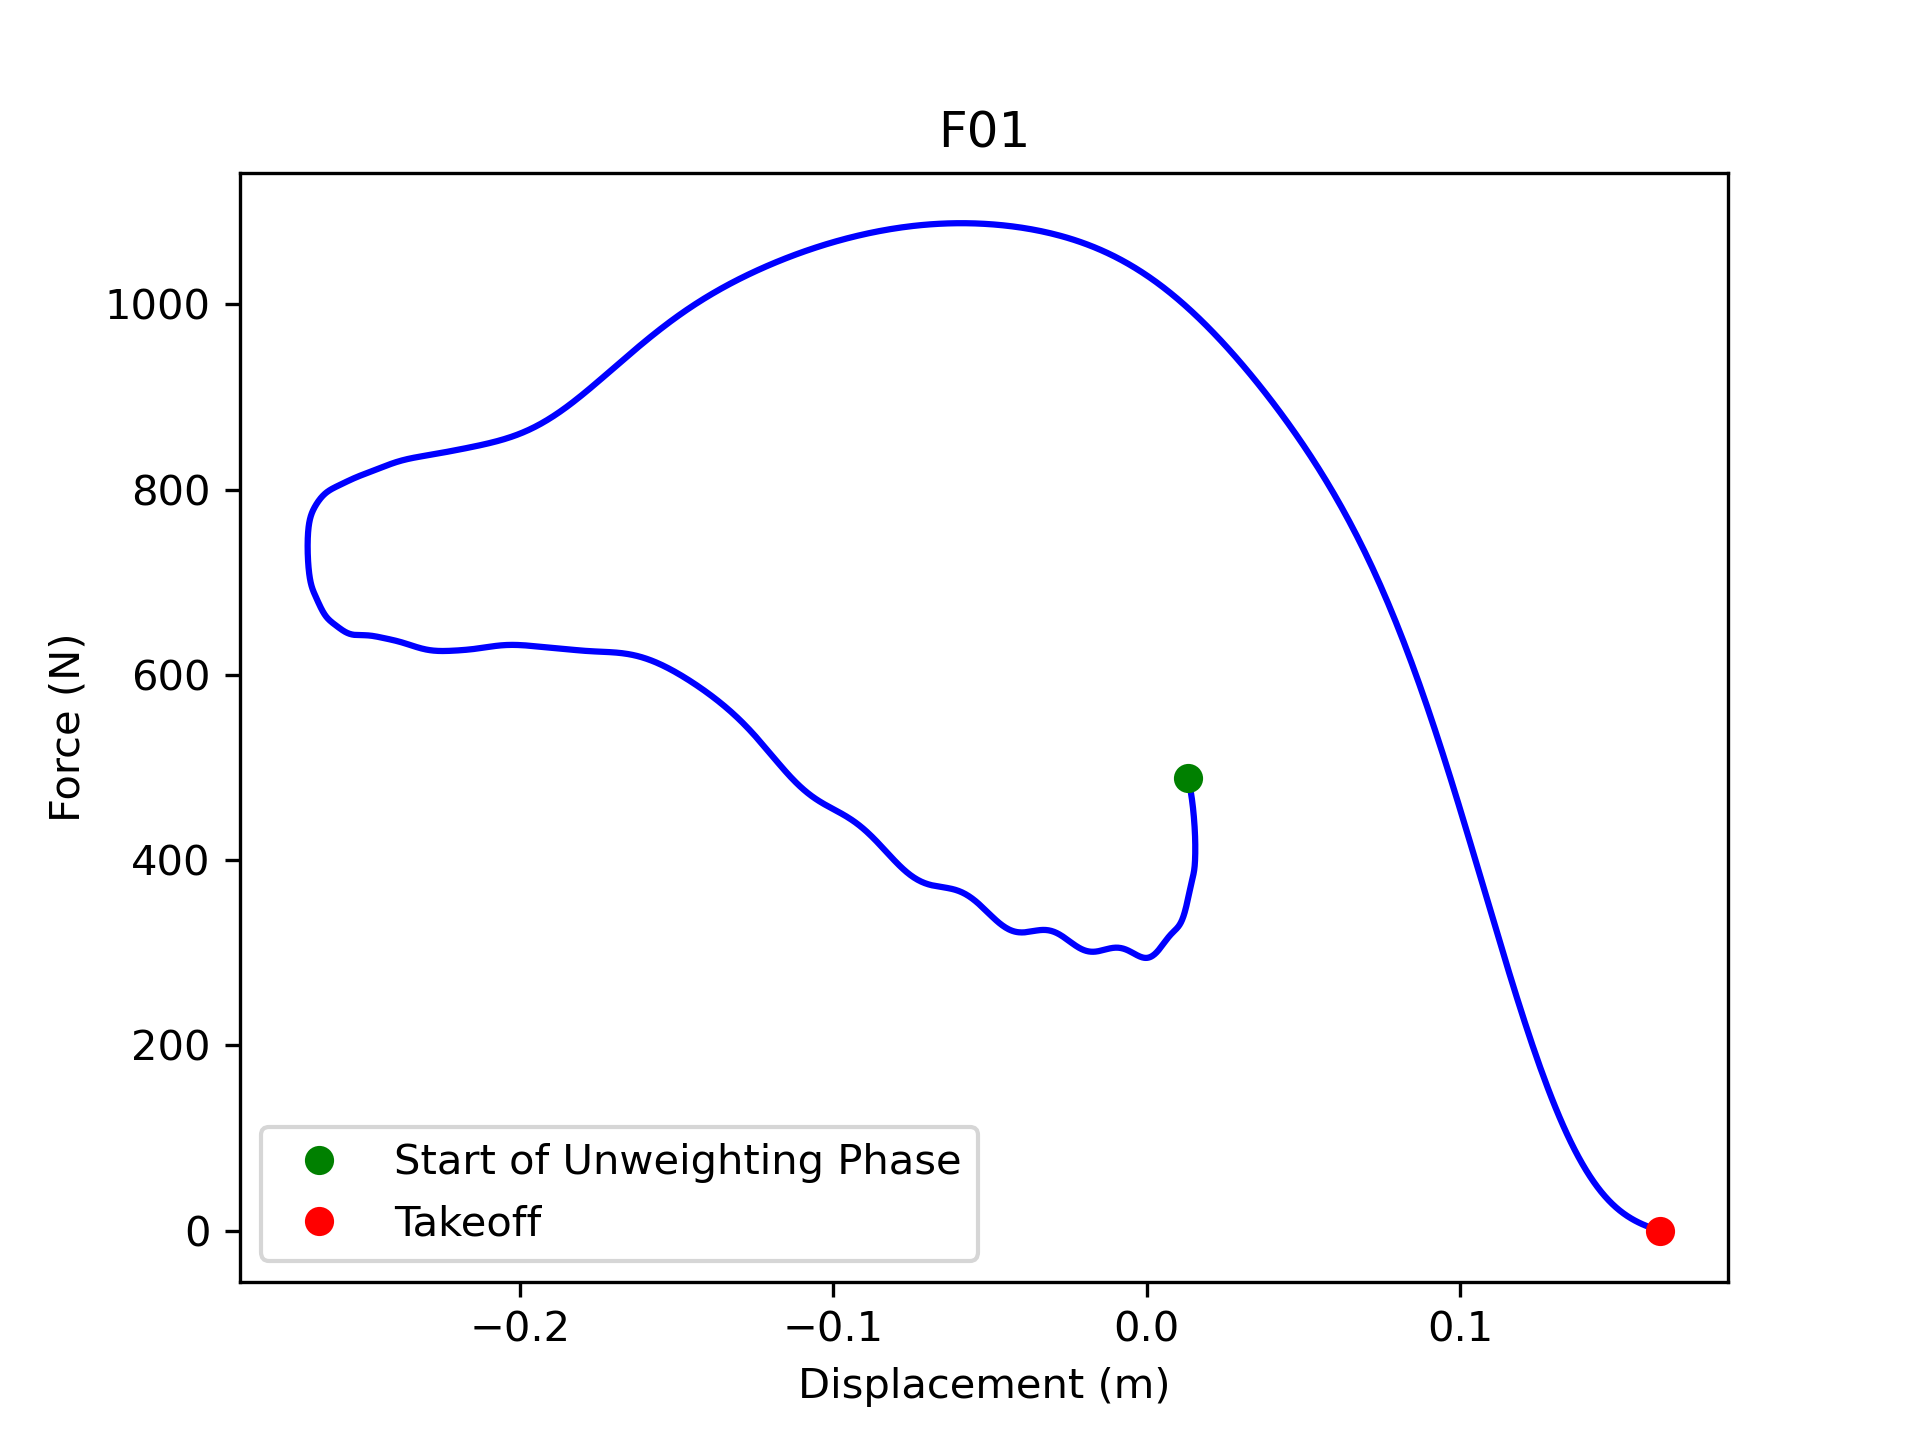 F01
1000
800
600
400
200
0
Force (N)
−0.2
−0.1
0.0
0.1
Displacement (m)
Start of Unweighting Phase
Takeoff